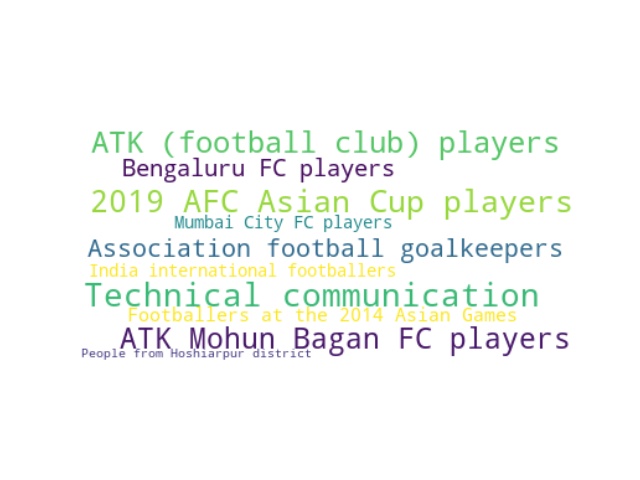 ATK (football club) players
Bengaluru FC players
2019 AFC Asian Cup players
Mumbai City FC players
Association football goalkeepers
India international footballers
Technical communication
Footballers at the 2014 Asian Games
ATK Mohun Bagan FC players
People from Hoshiarpur district